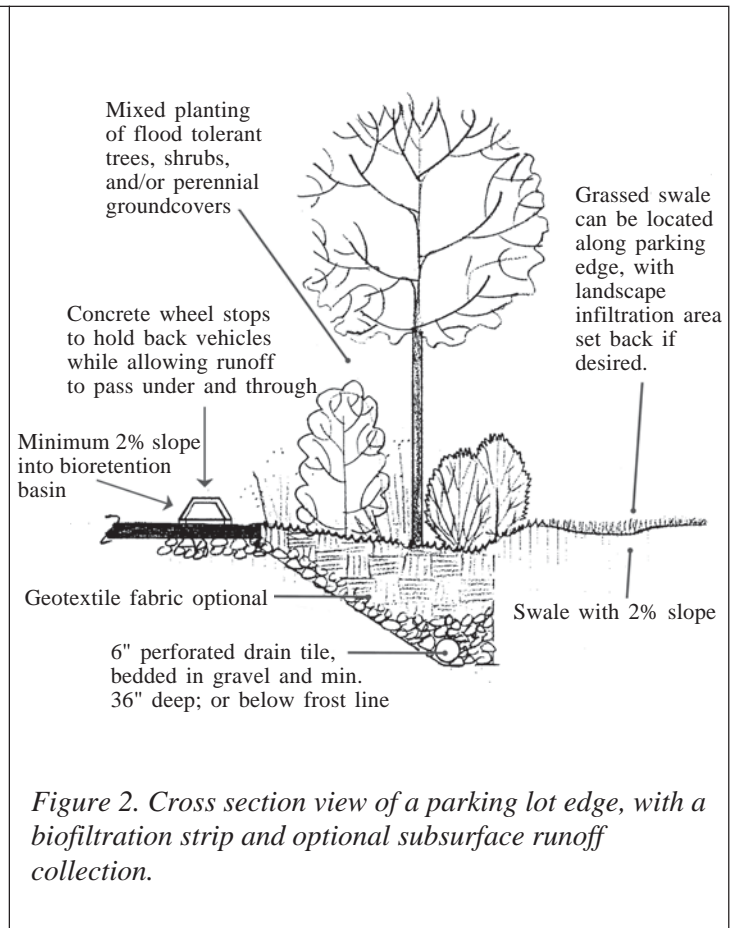 Mixed planting
of flood tolerant
trees, shrubs,
and/or perennial
groundcovers
Grassed swale
can be located
along parking
edge, with
landscape
infiltration area
set back if
desired.
Concrete wheel stops
to hold back vehicles
while allowing runoff
to pass under and through
Minimum 2% slope
into bioretention
basin
Geotextile fabric optional
Swale with 2% slope
6" perforated drain tile,
bedded in gravel and min.
36" deep; or below frost line
Figure 2. Cross section view of a parking lot edge, with a
biofiltration strip and optional subsurface runoff
collection.